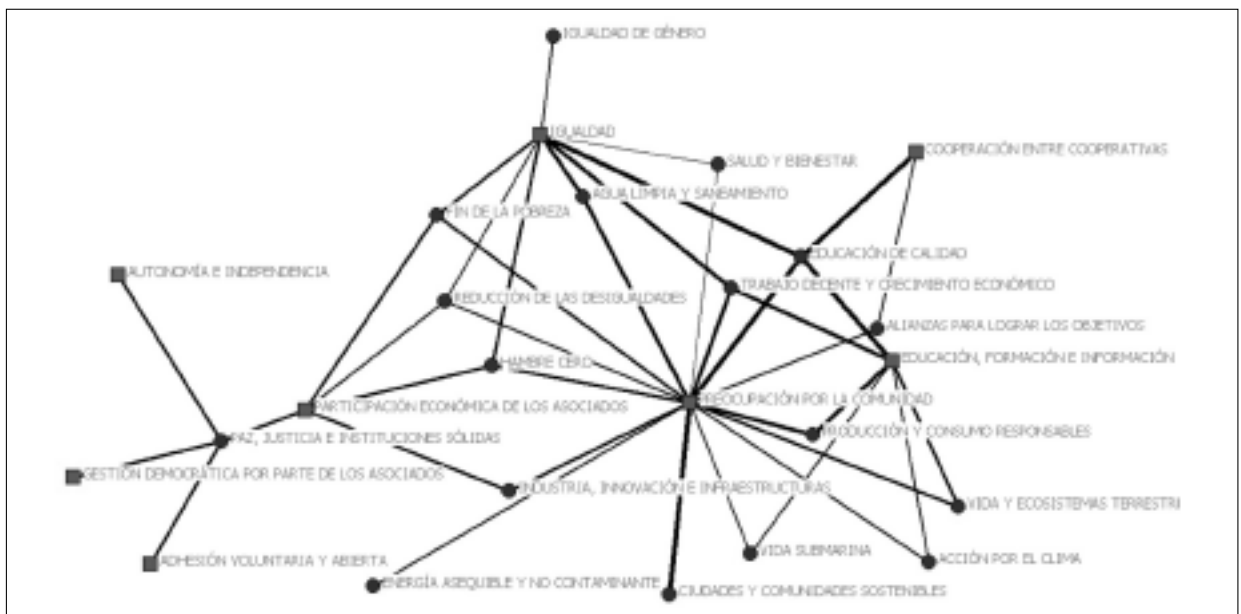 IGUALDAD DE GÉNERO
IGUALDAD
COOPERACIÓN ENTRE COOPERATIVAS
SALUD Y BIENESTAR
AGUA LIMPIA Y SANEAMIENTO
FIN DE LA POBREZA
EDUCACIÓN DE CALIDAD
AUTONOMÍA E INDEPENDENCIA
TRABAJO DECENTE Y CRECIMIENTO ECONÓMICO
REDUCCIÓN DE LAS DESIGUALDADES
ALIANZAS PARA LOGRAR LOS OBJETIVOS
EDUCACIÓN, FORMACIÓN E INFORMACIÓN
HAMBRE CERO
PREOCUPACIÓN POR LA COMUNIDAD
PARTICIPACIÓN ECONÓMICA DE LOS ASOCIADOS
PRODUCCIÓN Y CONSUMO RESPONSABLES
PAZ, JUSTICIA E INSTITUCIONES SÓLIDAS
GESTIÓN DEMOCRÁTICA POR PARTE DE LOS ASOCIADOS
INDUSTRIA, INNOVACIÓN E INFRAESTRUCTURAS
VIDA Y ECOSISTEMAS TERRESTRI
VIDA SUBMARINA
ADHESIÓN VOLUNTARIA Y ABIERTA
ACCIÓN POR EL CLIMA
ENERGÍA ASEQUIBLE Y NO CONTAMINANTE
CIUDADES Y COMUNIDADES SOSTENIBLES